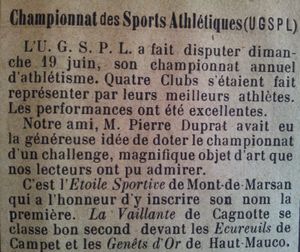 Championnat des Sports Athlétiques (UGSPL)
L'U. G. S. P. L. a fait disputer diman-
che 19 juin, son championnat annuel
d'athlétisme. Quatre Clubs s'étaient fait
représenter par leurs meilleurs athlètes.
Les performances ont été excellentes.
Notre ami, M. Pierre Duprat avait eu
la généreuse idée de doter le championnat
d'un challenge, magnifique objet d'art que
nos lecteurs ont pu admirer.
C'est l'Etoile Sportive de Mont-de-Marsan
qui a l'honneur d'y inscrire son nom la
première. La Vaillante de Cagnotte se
classe bon second devant les Ecureuils de
Campet et les Genêts d'Or de Haut-Mauco.